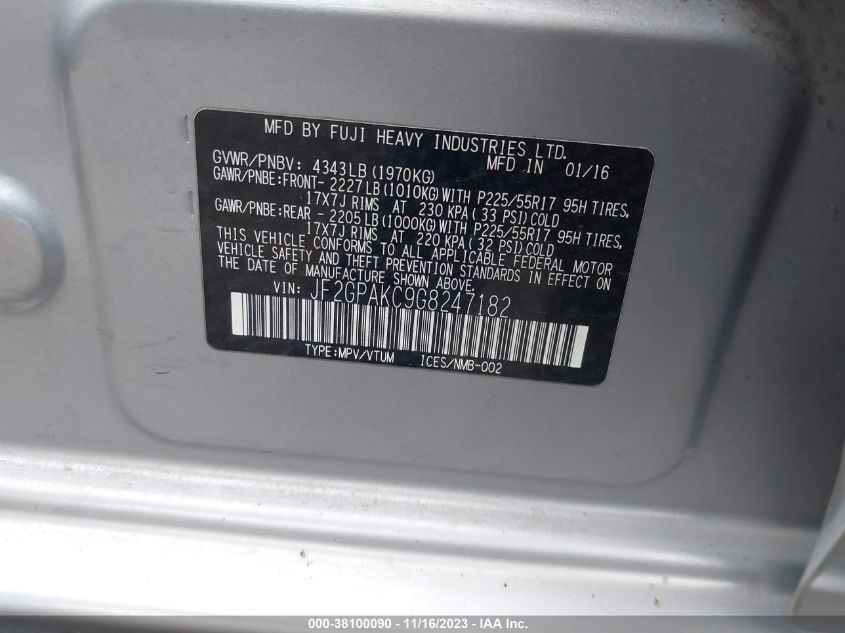 MFD BY FUJI HEAVY INDUSTRIES LTD.
MFD IN 01/16
GVWR/PNBV: 4343LB (1970KG)
GAWR/PNBE:FRONT- 2227LB (1010KG) WITH P225/55R17 95H TIRES,
17X7J RIMS AT 230 KPA (33 PSI) COLD
GAWR/PNBE:REAR - 2205LB (1000KG) WITH P225/55R17 95H TIRES,
17X7J RIMS AT 220 KPA (32 PSI) COLD
THIS VEHICLE CONFORMS TO ALL APPLICABLE FEDERAL MOTOR
VEHICLE SAFETY AND THEFT PREVENTION STANDARDS IN EFFECT ON
THE DATE OF MANUFACTURE SHOWN ABOVE.
VIN: JF2GPAKC9G8247182
TYPE:MPV/VTUM ICES/NMB-002
000-38100090 - 11/16/2023 - IAA Inc.